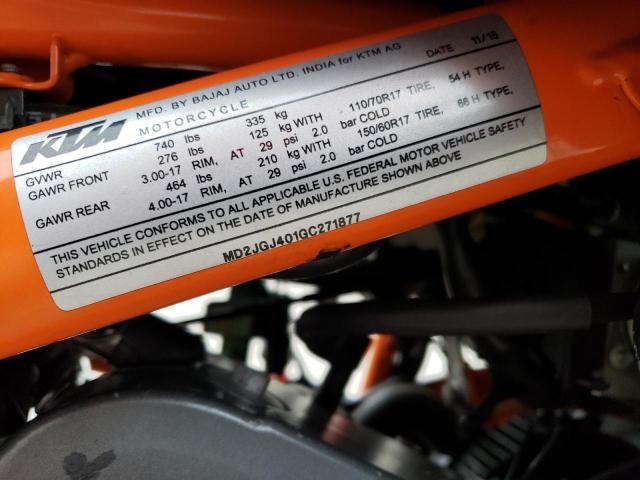 KTM
MFD. BY BAJAJ AUTO LTD. INDIA for KTM AG DATE 11/15
MOTORCYCLE
GVWR 740 lbs 335 kg
GAWR FRONT 276 lbs 125 kg WITH 110/70R17 TIRE, 54 H TYPE,
3.00-17 RIM, AT 29 psi 2.0 bar COLD
GAWR REAR 464 lbs 210 kg WITH 150/60R17 TIRE, 66 H TYPE,
4.00-17 RIM, AT 29 psi 2.0 bar COLD
THIS VEHICLE CONFORMS TO ALL APPLICABLE U.S. FEDERAL MOTOR VEHICLE SAFETY
STANDARDS IN EFFECT ON THE DATE OF MANUFACTURE SHOWN ABOVE
MD2JGJ401GC271877